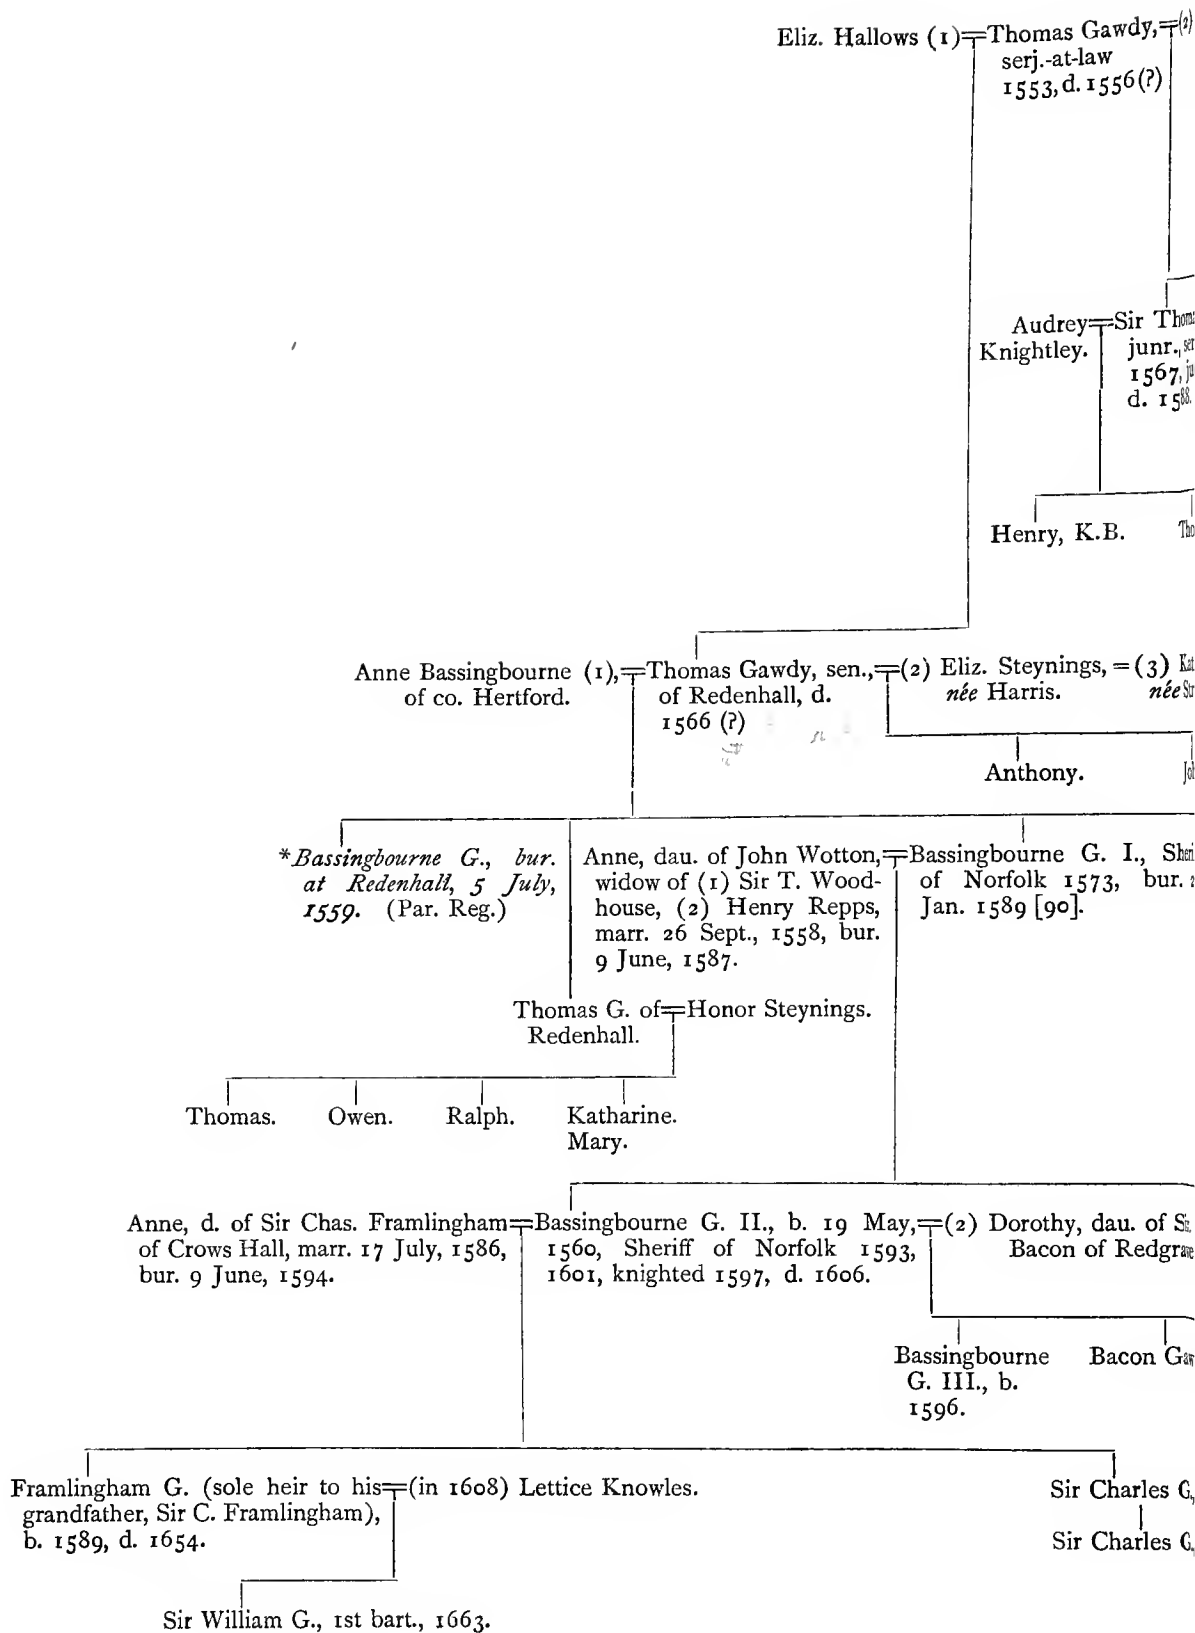 Eliz. Hallows (1)=Thomas Gawdy,=(2)
serj.-at-law
1553, d. 1556 (?)
Audrey=Sir
Knightley.
junr.,
1567,
d. 1588.
Henry, K.B.
Anne Bassingbourne (1),=Thomas Gawdy, sen.,=(2) Eliz. Steynings, = (3)
of co. Hertford.
of Redenhall, d.
1566 (?)
née Harris.
née
Anthony.
*Bassingbourne G., bur.
at Redenhall, 5 July,
1559. (Par. Reg.)
Anne, dau. of John Wotton,=Bassingbourne G. I.,
widow of (1) Sir T. Wood-
house, (2) Henry Repps,
marr. 26 Sept., 1558, bur.
9 June, 1587.
of Norfolk 1573, bur.
Jan. 1589 [90].
Thomas G. of=Honor Steynings.
Redenhall.
Thomas. Owen. Ralph. Katharine.
Mary.
Anne, d. of Sir Chas. Framlingham=Bassingbourne G. II., b. 19 May,=(2) Dorothy, dau. of
of Crows Hall, marr. 17 July, 1586,
bur. 9 June, 1594.
1560, Sheriff of Norfolk 1593,
1601, knighted 1597, d. 1606.
Bacon of Redgrave
Bassingbourne
G. III., b.
1596.
Bacon
Framlingham G. (sole heir to his=(in 1608) Lettice Knowles.
grandfather, Sir C. Framlingham),
b. 1589, d. 1654.
Sir Charles G.,
Sir Charles G.,
Sir William G., 1st bart., 1663.